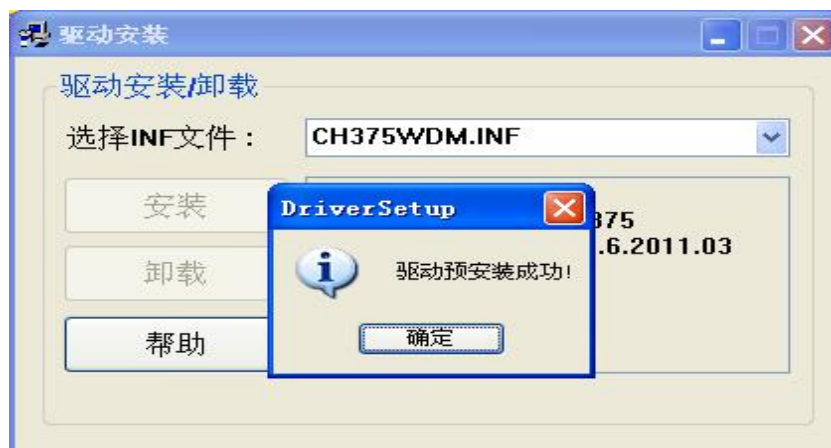 驱动安装
驱动安装/卸载
选择INF文件：
CH375WDM.INF
安装
卸载
帮助
375
.6.2011.03
DriverSetup
驱动预安装成功!
确定